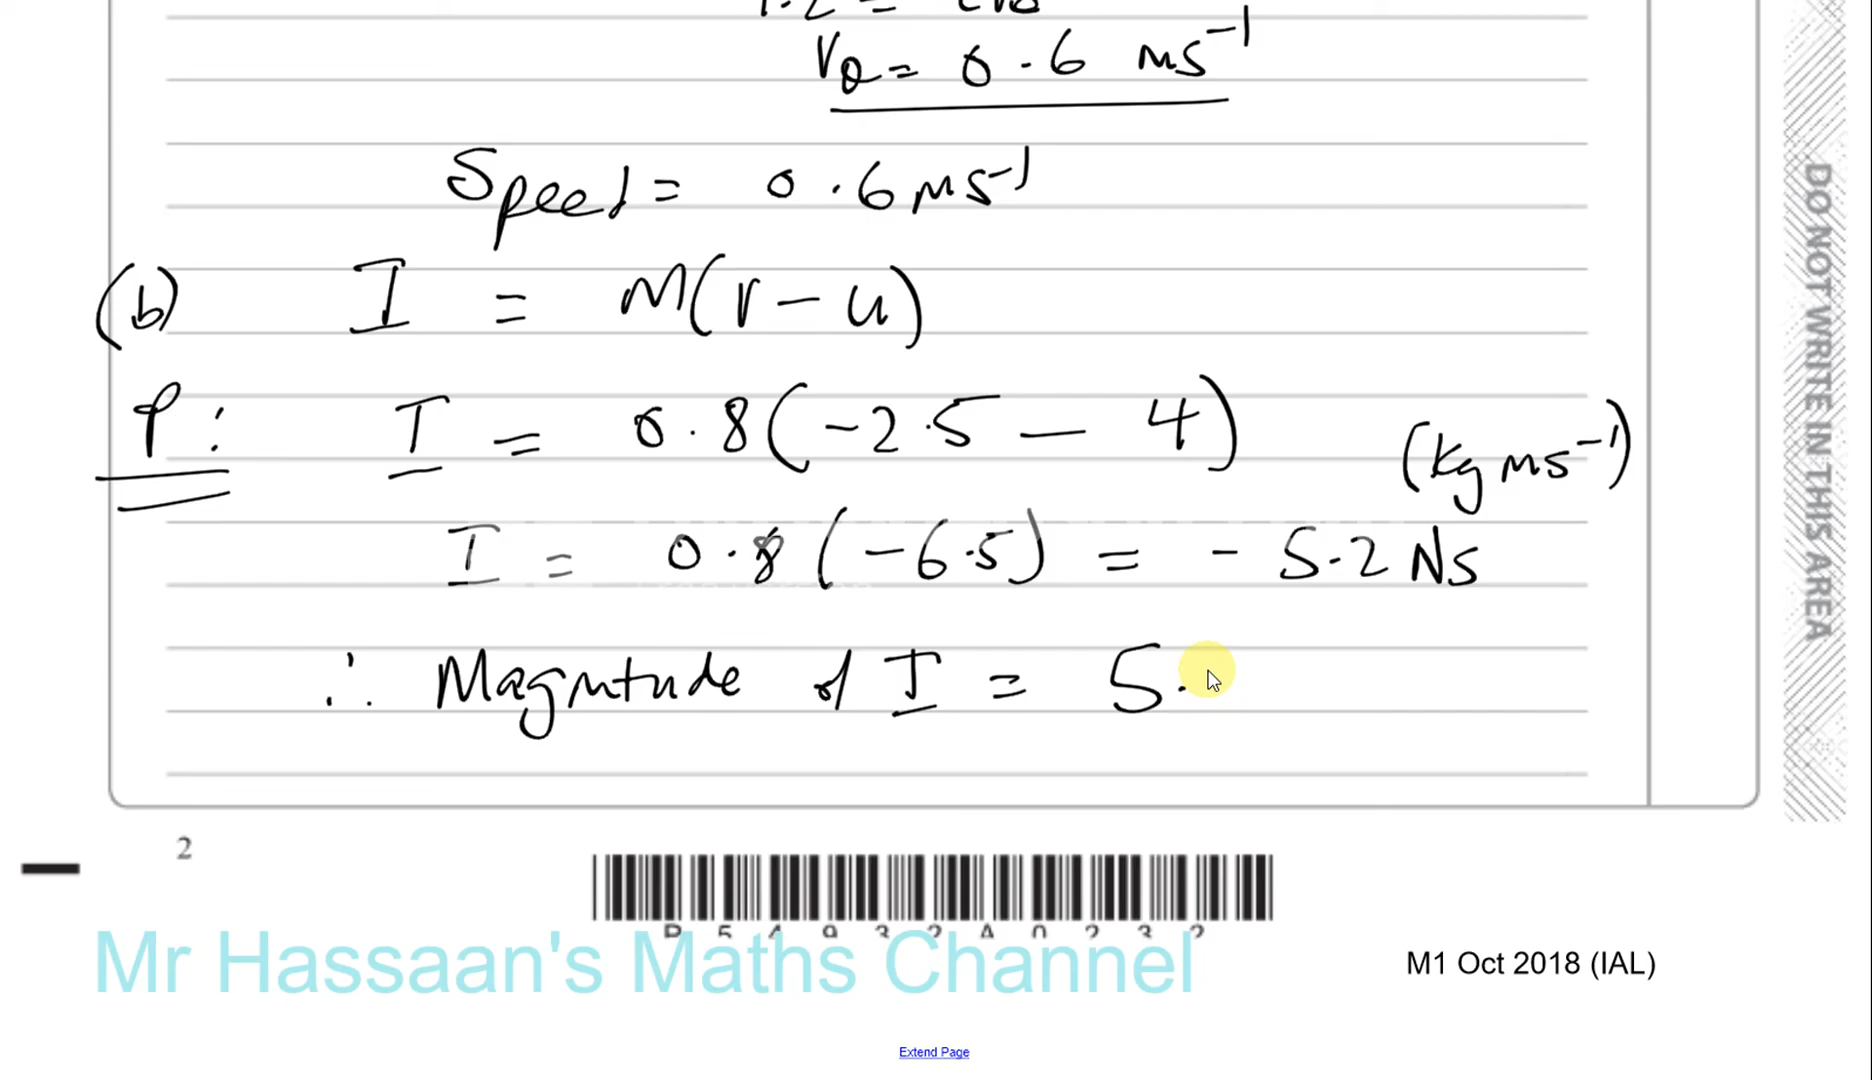 V_Q = 0.6 ms⁻¹
Speed = 0.6 ms⁻¹
(b) I = M(v - u)
P: I = 0.8(-2.5 - 4) (kg ms⁻¹)
I = 0.8(-6.5) = -5.2 Ns
∴ Magnitude of I = 5.
DO NOT WRITE IN THIS AREA
2
Mr Hassaan's Maths Channel
M1 Oct 2018 (IAL)
Extend Page